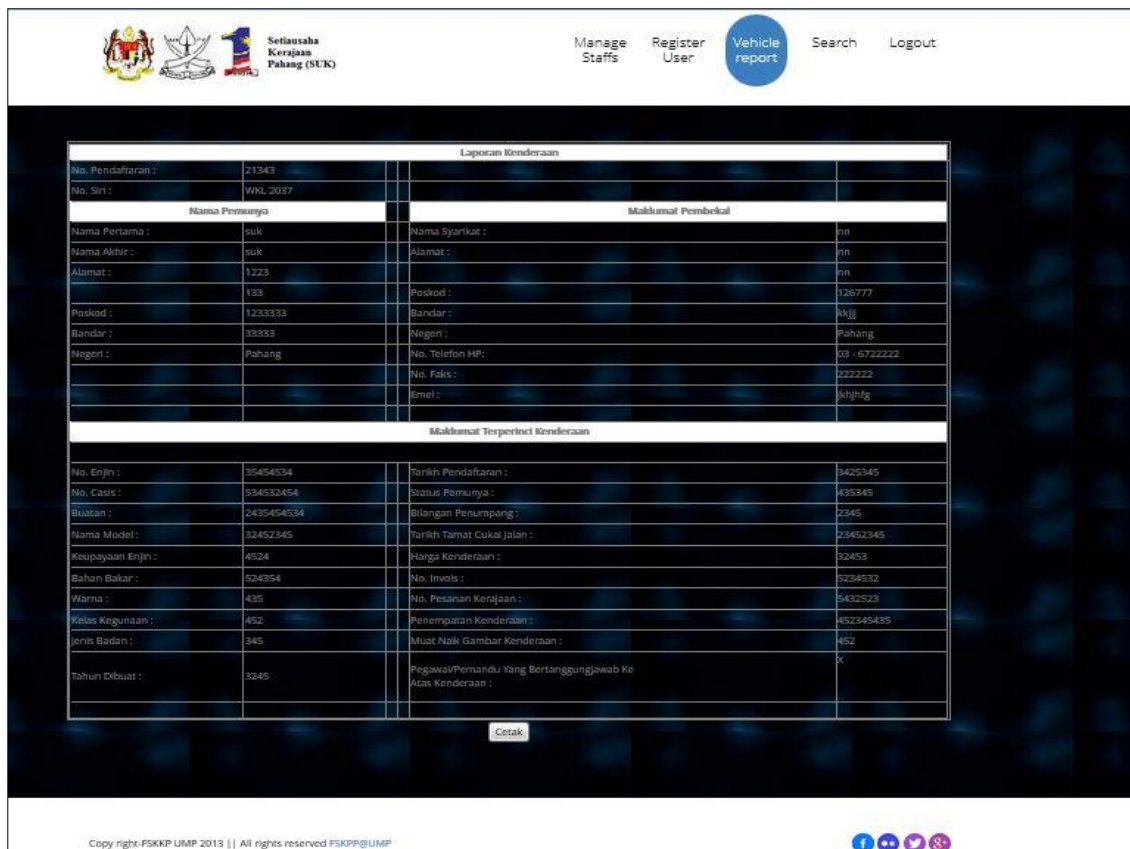 Setiausaha
Kerajaan
Pahang (SUK)
Manage Staffs
Register User
Vehicle report
Search
Logout
Laporan Kenderaan
No. Pendaftaran : 21343
No. Siri : WKL 2037
Nama Pemunya Maklumat Pembekal
Nama Pertama : suk Nama Syarikat : nn
Nama Akhir : suk Alamat : nn
Alamat : 1223 nn
133 Poskod : 126777
Poskod : 1233333 Bandar : kkjjj
Bandar : 33333 Negeri : Pahang
Negeri : Pahang No. Telefon HP: 03 - 6722222
No. Faks : 222222
Emel : jkhjhfg
Maklumat Terperinci Kenderaan
No. Enjin : 35454534 Tarikh Pendaftaran : 3425345
No. Casis : 534532454 Status Pemunya : 435345
Buatan : 2435454534 Bilangan Penumpang : 2345
Nama Model : 32452345 Tarikh Tamat Cukai Jalan : 23452345
Keupayaan Enjin : 4524 Harga Kenderaan : 32453
Bahan Bakar : 524354 No. Invois : 5234532
Warna : 435 No. Pesanan Kerajaan : 5432523
Kelas Kegunaan : 452 Penempatan Kenderaan : 452345435
Jenis Badan : 345 Muat Naik Gambar Kenderaan : 452
Tahun Dibuat : 3245 Pegawai/Pemandu Yang Bertanggungjawab Ke X
Atas Kenderaan :
Cetak
Copy right-FSKKP UMP 2013 || All rights reserved FSKPP@UMP